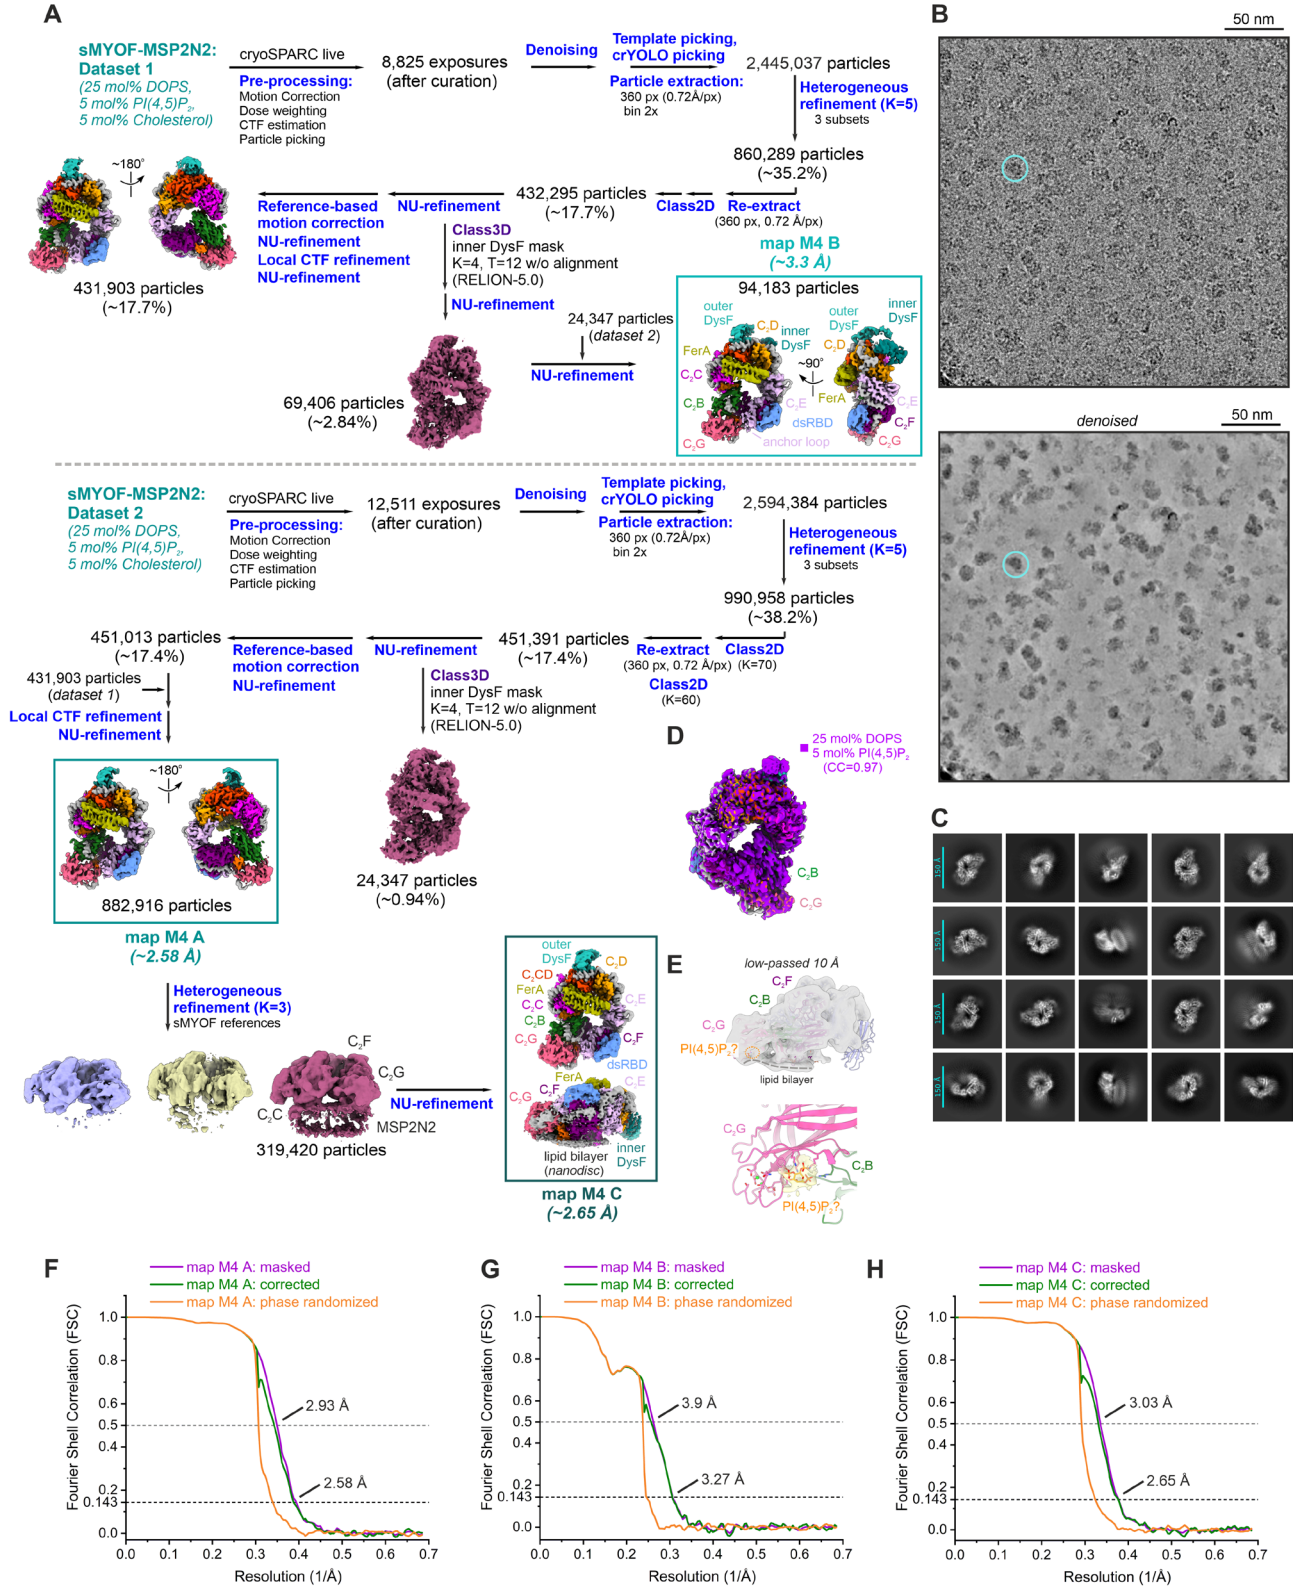 A
sMYOF-MSP2N2:
Dataset 1
(25 mol% DOPS,
5 mol% PI(4,5)P₂,
5 mol% Cholesterol)
cryoSPARC live
Pre-processing:
Motion Correction
Dose weighting
CTF estimation
Particle picking
8,825 exposures
(after curation)
Denoising
Template picking,
crYOLO picking
Particle extraction:
360 px (0.72Å/px)
bin 2x
2,445,037 particles
Heterogeneous
refinement (K=5)
3 subsets
860,289 particles
(~35.2%)
Re-extract
(360 px, 0.72 Å/px)
Class2D
432,295 particles
(~17.7%)
NU-refinement
Reference-based
motion correction
NU-refinement
Local CTF refinement
NU-refinement
~180°
431,903 particles
(~17.7%)
Class3D
inner DysF mask
K=4, T=12 w/o alignment
(RELION-5.0)
NU-refinement
69,406 particles
(~2.84%)
24,347 particles
(dataset 2)
NU-refinement
map M4 B
(~3.3 Å)
94,183 particles
outer
DysF
C₂D
inner
DysF
FerA
C₂C
C₂B
C₂G
C₂E
dsRBD
anchor loop
~90°
outer
DysF
inner
DysF
C₂D
FerA
C₂E
C₂F
C₂G
sMYOF-MSP2N2:
Dataset 2
(25 mol% DOPS,
5 mol% PI(4,5)P₂,
5 mol% Cholesterol)
cryoSPARC live
Pre-processing:
Motion Correction
Dose weighting
CTF estimation
Particle picking
12,511 exposures
(after curation)
Denoising
Template picking,
crYOLO picking
Particle extraction:
360 px (0.72Å/px)
bin 2x
2,594,384 particles
Heterogeneous
refinement (K=5)
3 subsets
990,958 particles
(~38.2%)
Class2D
(K=70)
Re-extract
(360 px, 0.72 Å/px)
Class2D
(K=60)
451,391 particles
(~17.4%)
NU-refinement
Reference-based
motion correction
NU-refinement
451,013 particles
(~17.4%)
431,903 particles
(dataset 1)
Local CTF refinement
NU-refinement
Class3D
inner DysF mask
K=4, T=12 w/o alignment
(RELION-5.0)
24,347 particles
(~0.94%)
~180°
882,916 particles
map M4 A
(~2.58 Å)
Heterogeneous
refinement (K=3)
sMYOF references
C₂F
C₂G
C₂C
MSP2N2
319,420 particles
NU-refinement
outer
DysF
C₂D
C₂CD
FerA
C₂C
C₂B
C₂G
C₂E
C₂F
dsRBD
FerA
C₂F
C₂G
C₂E
lipid bilayer
(nanodisc)
inner
DysF
map M4 C
(~2.65 Å)
B
50 nm
denoised
50 nm
C
150 Å
150 Å
150 Å
150 Å
D
25 mol% DOPS
5 mol% PI(4,5)P₂
(CC=0.97)
C₂B
C₂G
E
low-passed 10 Å
C₂F
C₂B
C₂G
PI(4,5)P₂?
lipid bilayer
C₂G
C₂B
PI(4,5)P₂?
F
map M4 A: masked
map M4 A: corrected
map M4 A: phase randomized
Fourier Shell Correlation (FSC)
1.0
0.8
0.6
0.5
0.4
0.2
0.143
0.0
2.93 Å
2.58 Å
0.0 0.1 0.2 0.3 0.4 0.5 0.6 0.7
Resolution (1/Å)
G
map M4 B: masked
map M4 B: corrected
map M4 B: phase randomized
Fourier Shell Correlation (FSC)
1.0
0.8
0.6
0.5
0.4
0.2
0.143
0.0
3.9 Å
3.27 Å
0.0 0.1 0.2 0.3 0.4 0.5 0.6 0.7
Resolution (1/Å)
H
map M4 C: masked
map M4 C: corrected
map M4 C: phase randomized
Fourier Shell Correlation (FSC)
1.0
0.8
0.6
0.5
0.4
0.2
0.143
0.0
3.03 Å
2.65 Å
0.0 0.1 0.2 0.3 0.4 0.5 0.6 0.7
Resolution (1/Å)